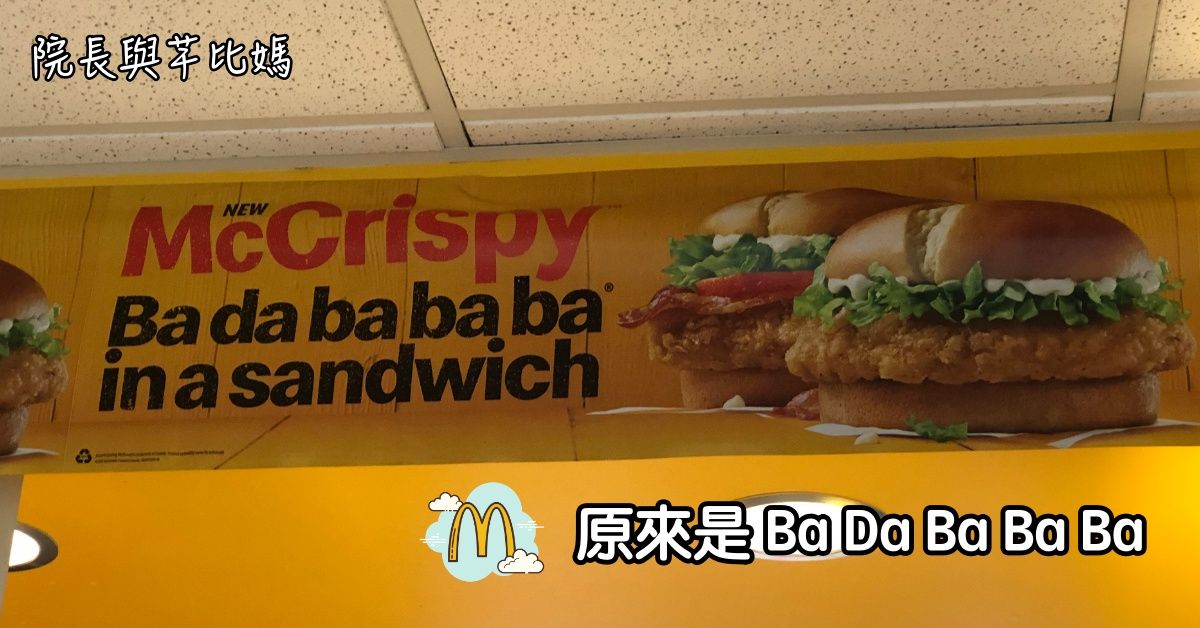 院長與芊比媽
NEW
McCrispy
Ba da ba ba ba®
in a sandwich
原來是 Ba Da Ba Ba Ba